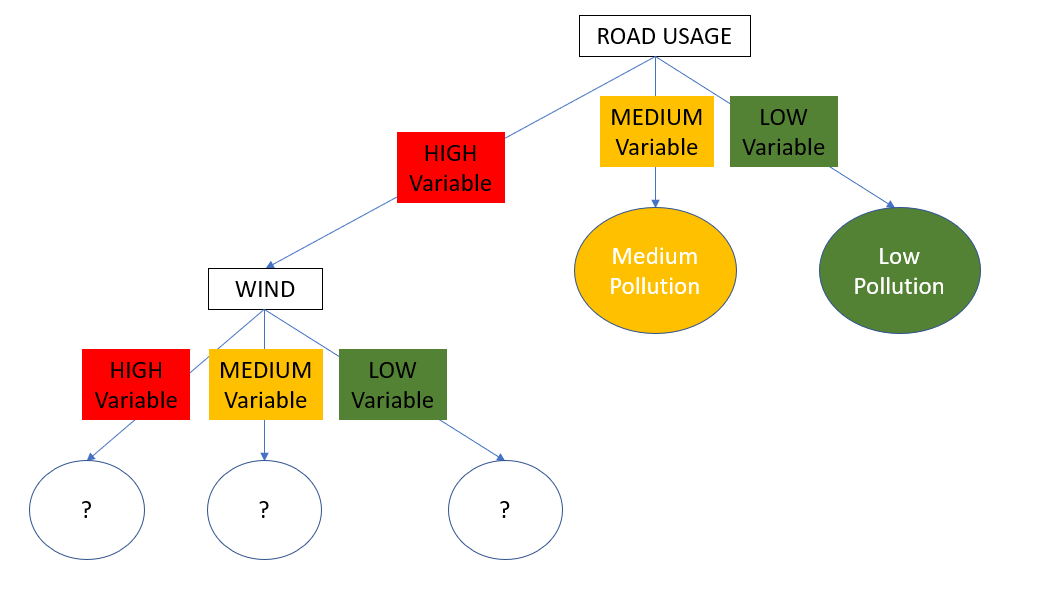 ROAD USAGE
HIGH
Variable
MEDIUM
Variable
LOW
Variable
Medium
Pollution
Low
Pollution
WIND
HIGH
Variable
MEDIUM
Variable
LOW
Variable
?
?
?